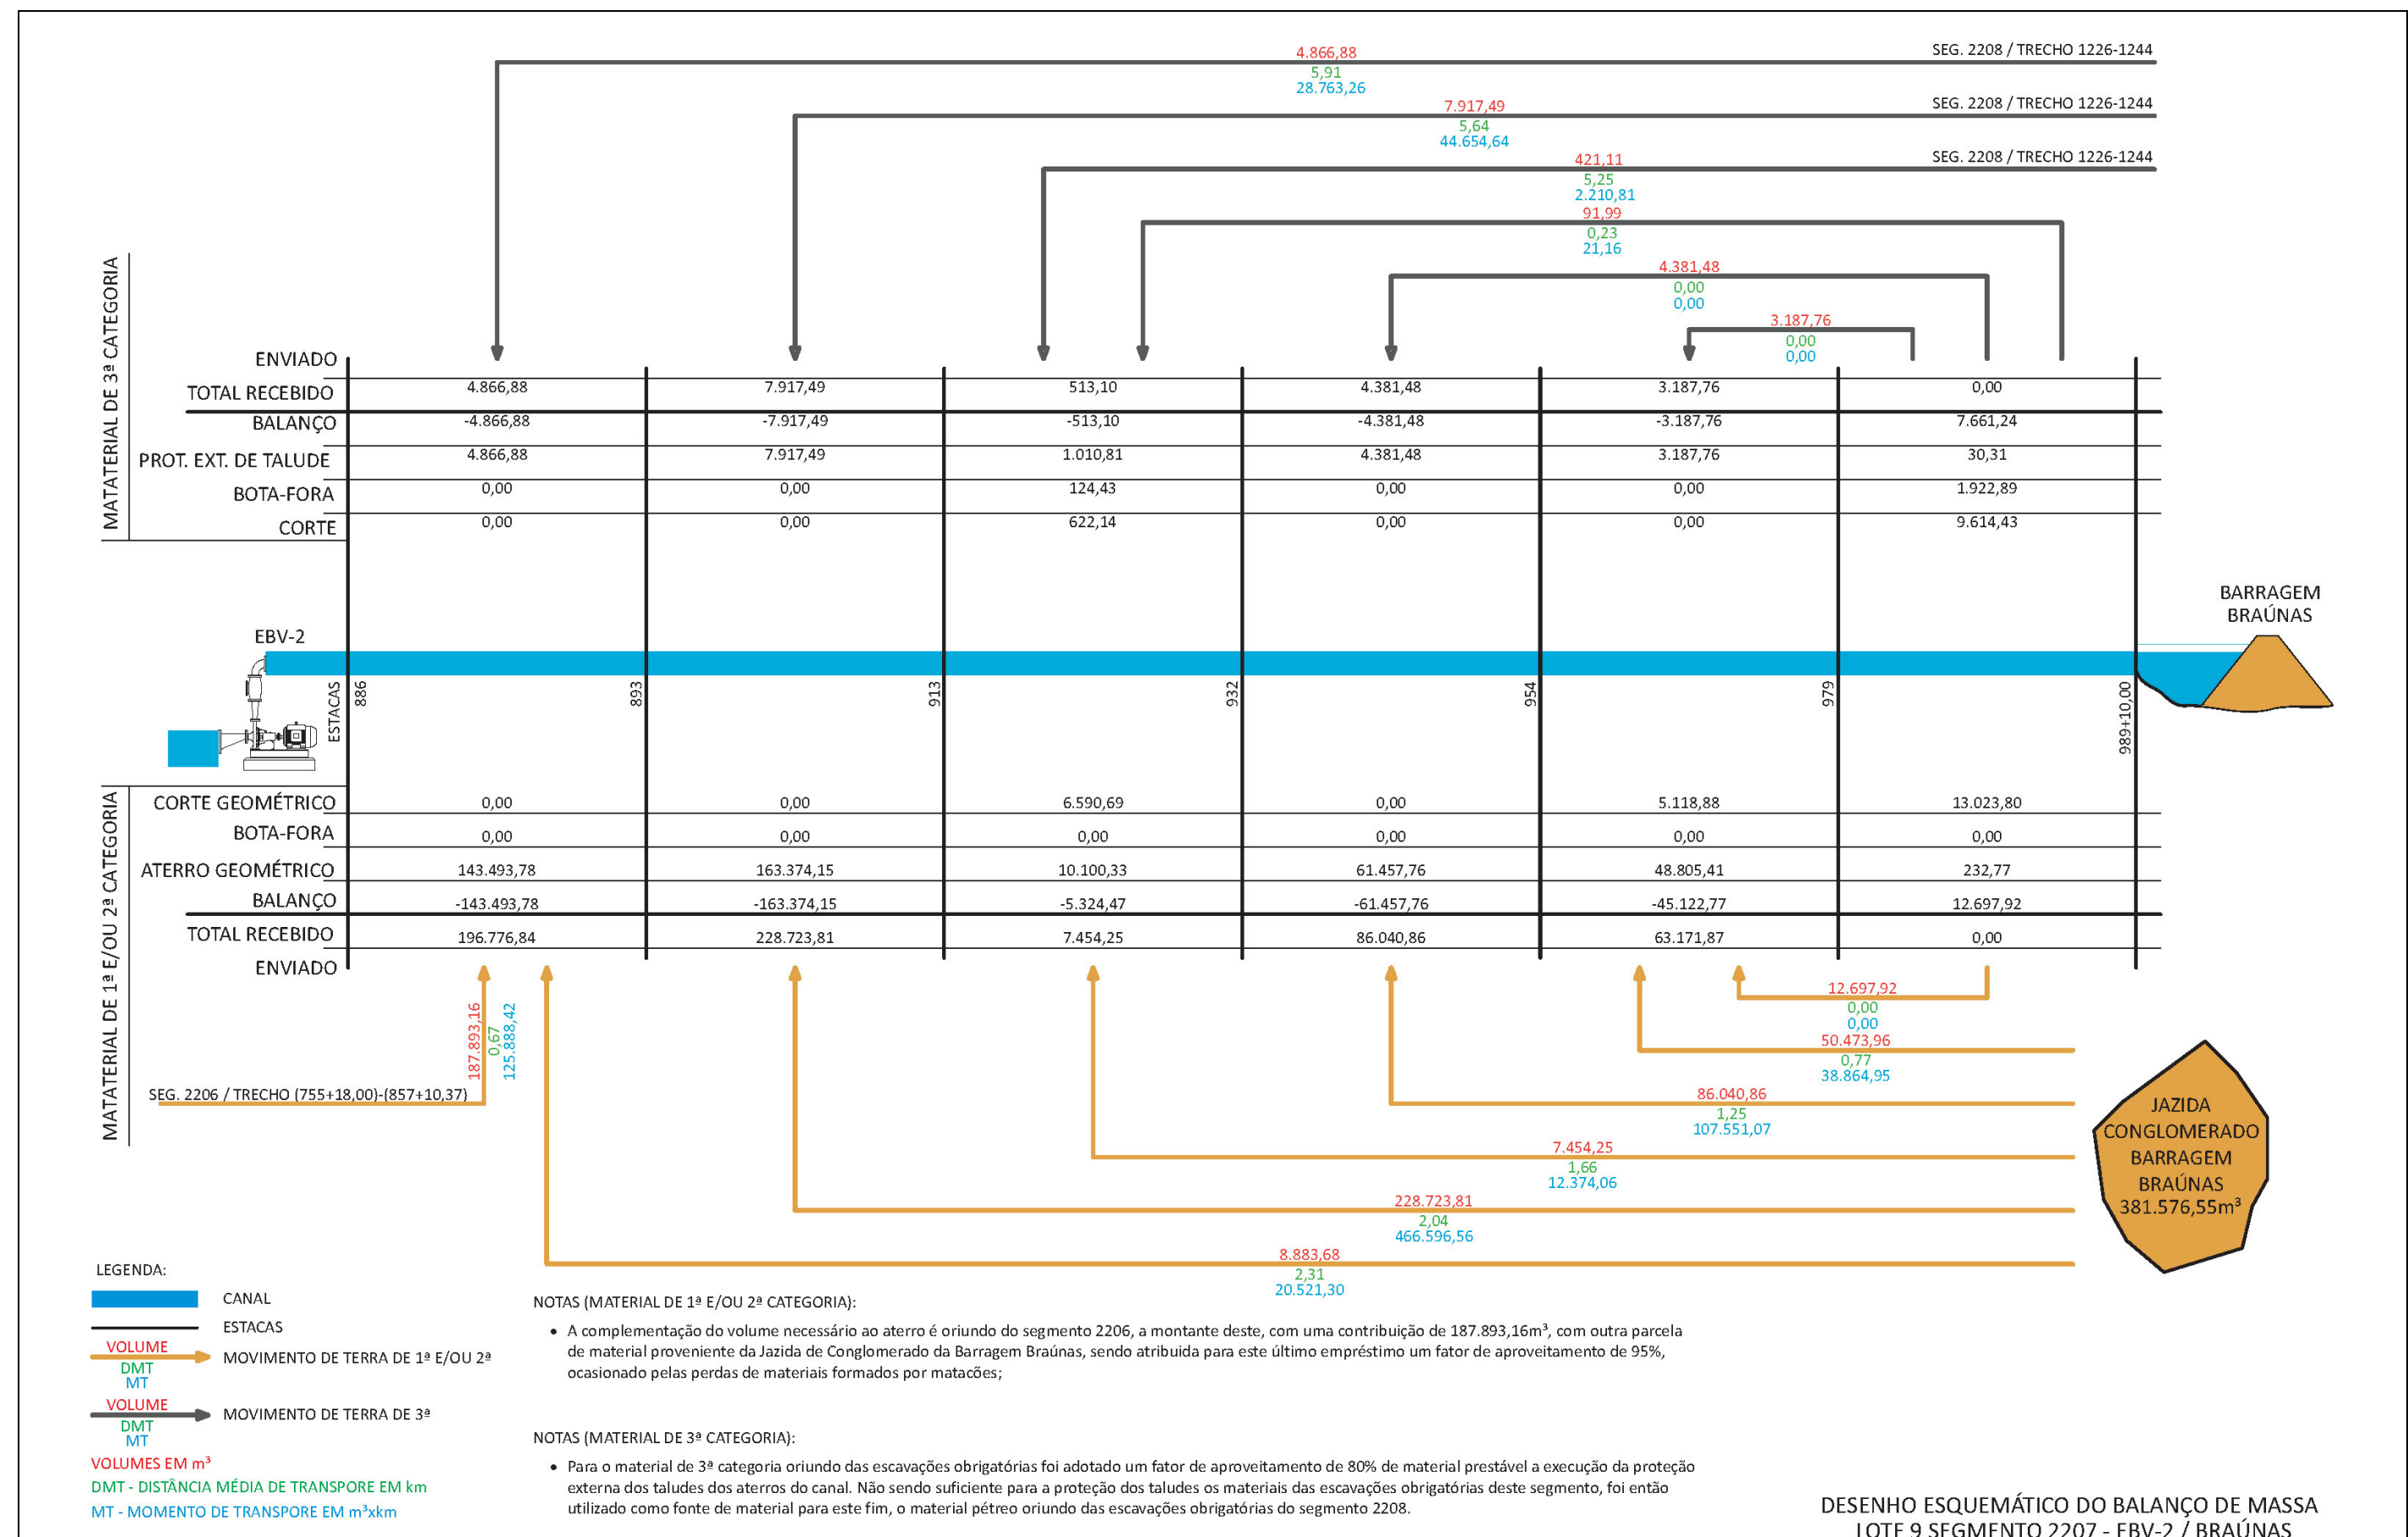 SEG. 2208 / TRECHO 1226-1244
4.866,88
5,91
28.763,26
SEG. 2208 / TRECHO 1226-1244
7.917,49
5,64
44.654,64
SEG. 2208 / TRECHO 1226-1244
421,11
5,25
2.210,81
91,99
0,23
21,16
4.381,48
0,00
0,00
3.187,76
0,00
0,00
MATATERIAL DE 3ª CATEGORIA
ENVIADO
TOTAL RECEBIDO 4.866,88 7.917,49 513,10 4.381,48 3.187,76 0,00
BALANÇO -4.866,88 -7.917,49 -513,10 -4.381,48 -3.187,76 7.661,24
PROT. EXT. DE TALUDE 4.866,88 7.917,49 1.010,81 4.381,48 3.187,76 30,31
BOTA-FORA 0,00 0,00 124,43 0,00 0,00 1.922,89
CORTE 0,00 0,00 622,14 0,00 0,00 9.614,43
BARRAGEM
BRAÚNAS
EBV-2
ESTACAS 886 893 913 932 954 979 989+10,00
MATATERIAL DE 1ª E/OU 2ª CATEGORIA
CORTE GEOMÉTRICO 0,00 0,00 6.590,69 0,00 5.118,88 13.023,80
BOTA-FORA 0,00 0,00 0,00 0,00 0,00 0,00
ATERRO GEOMÉTRICO 143.493,78 163.374,15 10.100,33 61.457,76 48.805,41 232,77
BALANÇO -143.493,78 -163.374,15 -5.324,47 -61.457,76 -45.122,77 12.697,92
TOTAL RECEBIDO 196.776,84 228.723,81 7.454,25 86.040,86 63.171,87 0,00
ENVIADO
187.893,16
0,67
125.888,42
SEG. 2206 / TRECHO (755+18,00)-(857+10,37)
12.697,92
0,00
0,00
50.473,96
0,77
38.864,95
86.040,86
1,25
107.551,07
7.454,25
1,66
12.374,06
228.723,81
2,04
466.596,56
8.883,68
2,31
20.521,30
JAZIDA
CONGLOMERADO
BARRAGEM
BRAÚNAS
381.576,55m³
LEGENDA:
CANAL
ESTACAS
VOLUME
DMT
MT
MOVIMENTO DE TERRA DE 1ª E/OU 2ª
VOLUME
DMT
MT
MOVIMENTO DE TERRA DE 3ª
VOLUMES EM m³
DMT - DISTÂNCIA MÉDIA DE TRANSPORE EM km
MT - MOMENTO DE TRANSPORE EM m³xkm
NOTAS (MATERIAL DE 1ª E/OU 2ª CATEGORIA):
• A complementação do volume necessário ao aterro é oriundo do segmento 2206, a montante deste, com uma contribuição de 187.893,16m³, com outra parcela
de material proveniente da Jazida de Conglomerado da Barragem Braúnas, sendo atribuida para este último empréstimo um fator de aproveitamento de 95%,
ocasionado pelas perdas de materiais formados por matacões;
NOTAS (MATERIAL DE 3ª CATEGORIA):
• Para o material de 3ª categoria oriundo das escavações obrigatórias foi adotado um fator de aproveitamento de 80% de material prestável a execução da proteção
externa dos taludes dos aterros do canal. Não sendo suficiente para a proteção dos taludes os materiais das escavações obrigatórias deste segmento, foi então
utilizado como fonte de material para este fim, o material pétreo oriundo das escavações obrigatórias do segmento 2208.
DESENHO ESQUEMÁTICO DO BALANÇO DE MASSA
LOTE 9 SEGMENTO 2207 - EBV-2 / BRAÚNAS